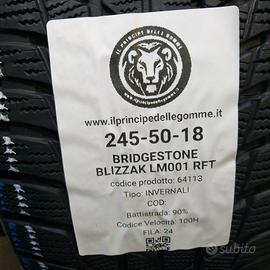 IL PRINCIPE DELLE GOMME
www.ilprincipedellegomme.it
www.ilprincipedellegomme.it
245-50-18
BRIDGESTONE
BLIZZAK LM001 RFT
codice prodotto: 64113
Tipo: INVERNALI
COD:
Battistrada: 90%
Codice Velocità: 100H
FILA: 24
subito